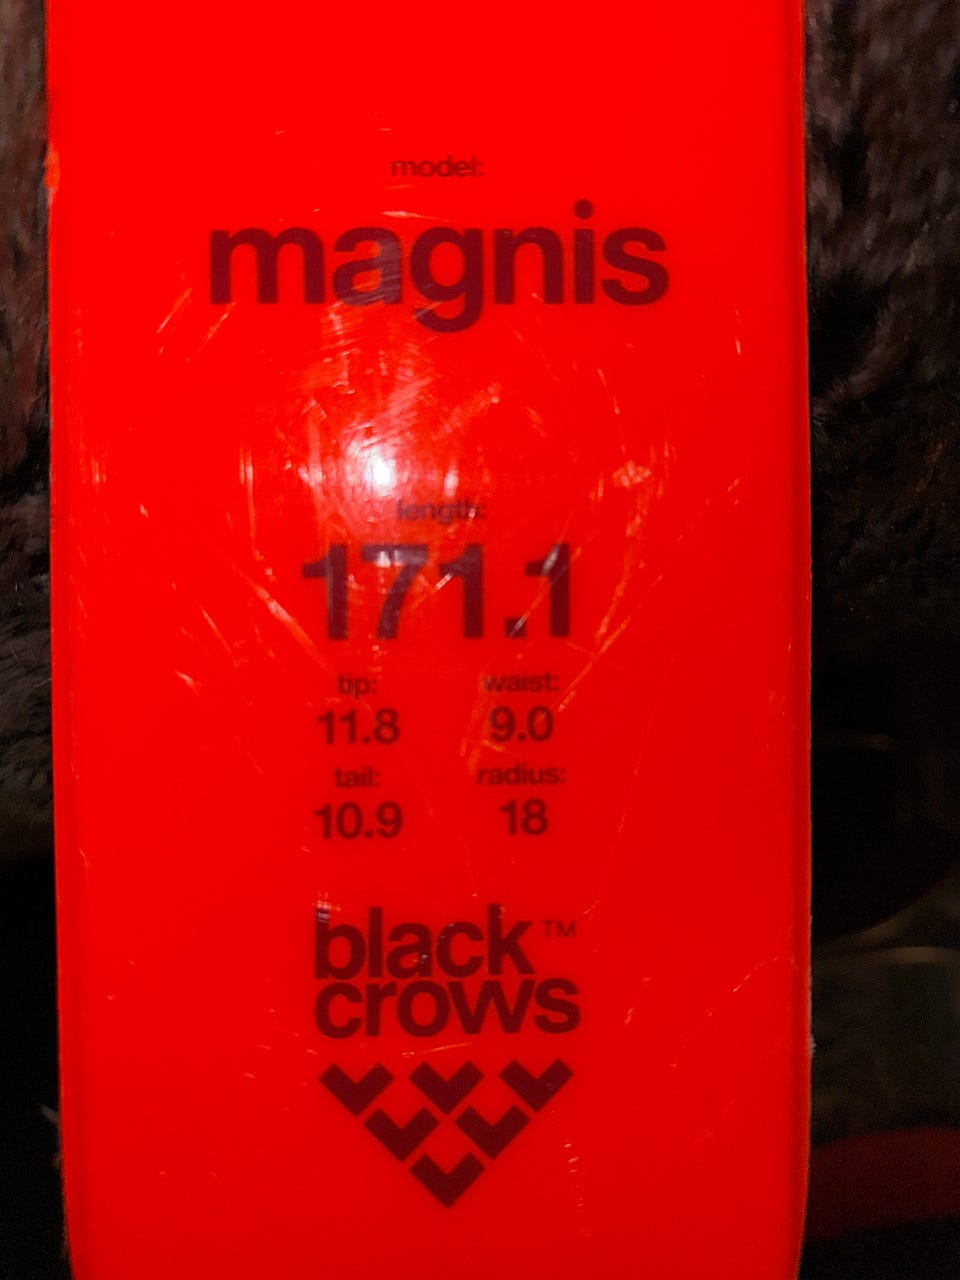 model:
magnis
length:
171.1
tip: waist:
11.8 9.0
tail: radius:
10.9 18
black™
crows